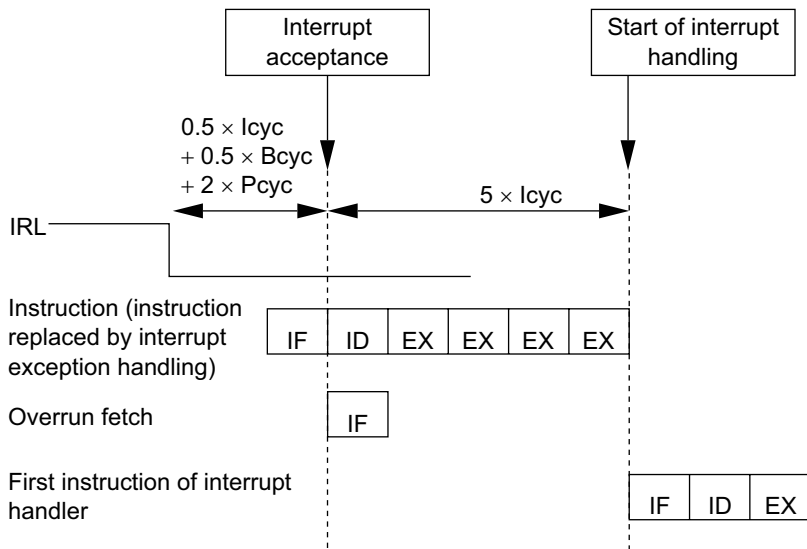 Interrupt
acceptance
Start of interrupt
handling
0.5 × Icyc
+ 0.5 × Bcyc
+ 2 × Pcyc
5 × Icyc
IRL
Instruction (instruction
replaced by interrupt
exception handling)
IF ID EX EX EX EX
Overrun fetch
IF
First instruction of interrupt
handler
IF ID EX